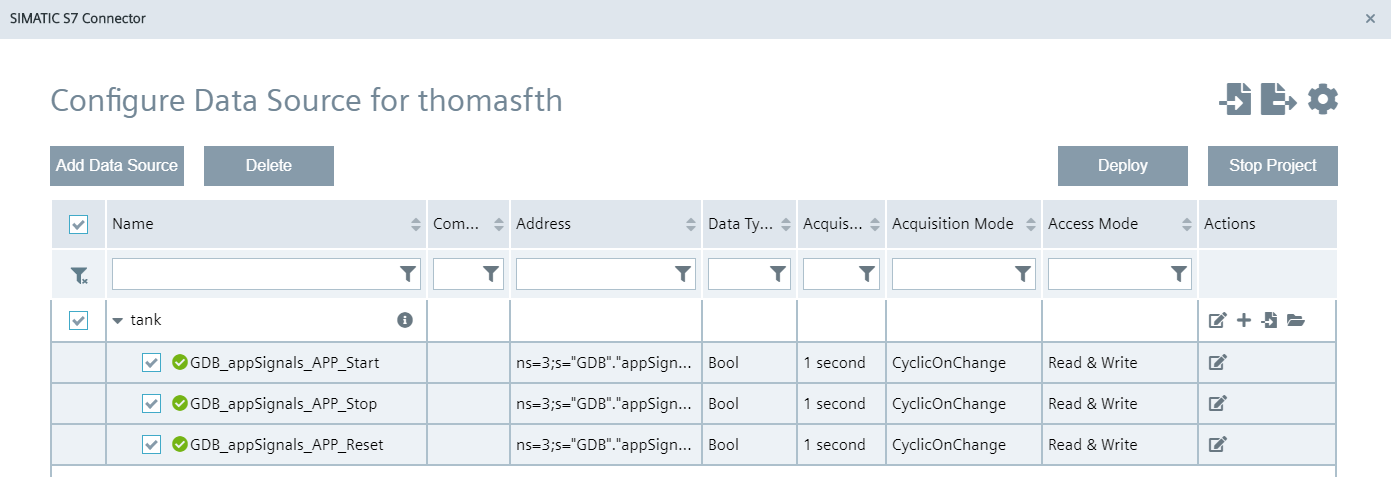 SIMATIC S7 Connector
Configure Data Source for thomasfth
Add Data Source Delete Deploy Stop Project
Name Com... Address Data Ty... Acquis... Acquisition Mode Access Mode Actions
tank
GDB_appSignals_APP_Start ns=3;s="GDB"."appSign... Bool 1 second CyclicOnChange Read & Write
GDB_appSignals_APP_Stop ns=3;s="GDB"."appSign... Bool 1 second CyclicOnChange Read & Write
GDB_appSignals_APP_Reset ns=3;s="GDB"."appSign... Bool 1 second CyclicOnChange Read & Write